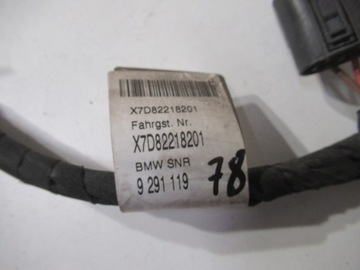 X7D82218201
Fahrgst. Nr.
X7D82218201
BMW SNR
9 291 119
78